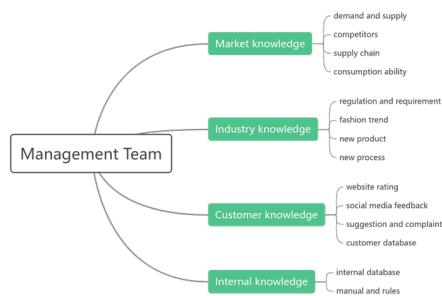 Management Team
Market knowledge
demand and supply
competitors
supply chain
consumption ability
Industry knowledge
regulation and requirement
fashion trend
new product
new process
Customer knowledge
website rating
social media feedback
suggestion and complaint
customer database
Internal knowledge
internal database
manual and rules